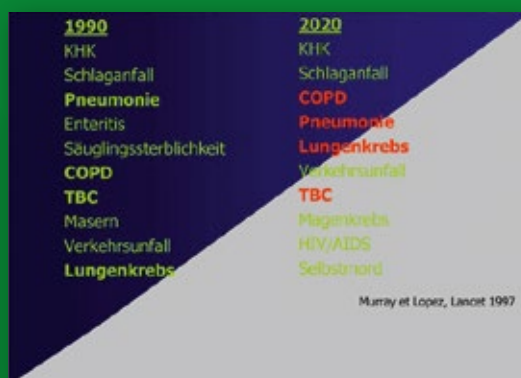 1990
KHK
Schlaganfall
Pneumonie
Enteritis
Säuglingssterblichkeit
COPD
TBC
Masern
Verkehrsunfall
Lungenkrebs
2020
KHK
Schlaganfall
COPD
Pneumonie
Lungenkrebs
Verkehrsunfall
TBC
Magenkrebs
HIV/AIDS
Selbstmord
Murray et Lopez, Lancet 1997